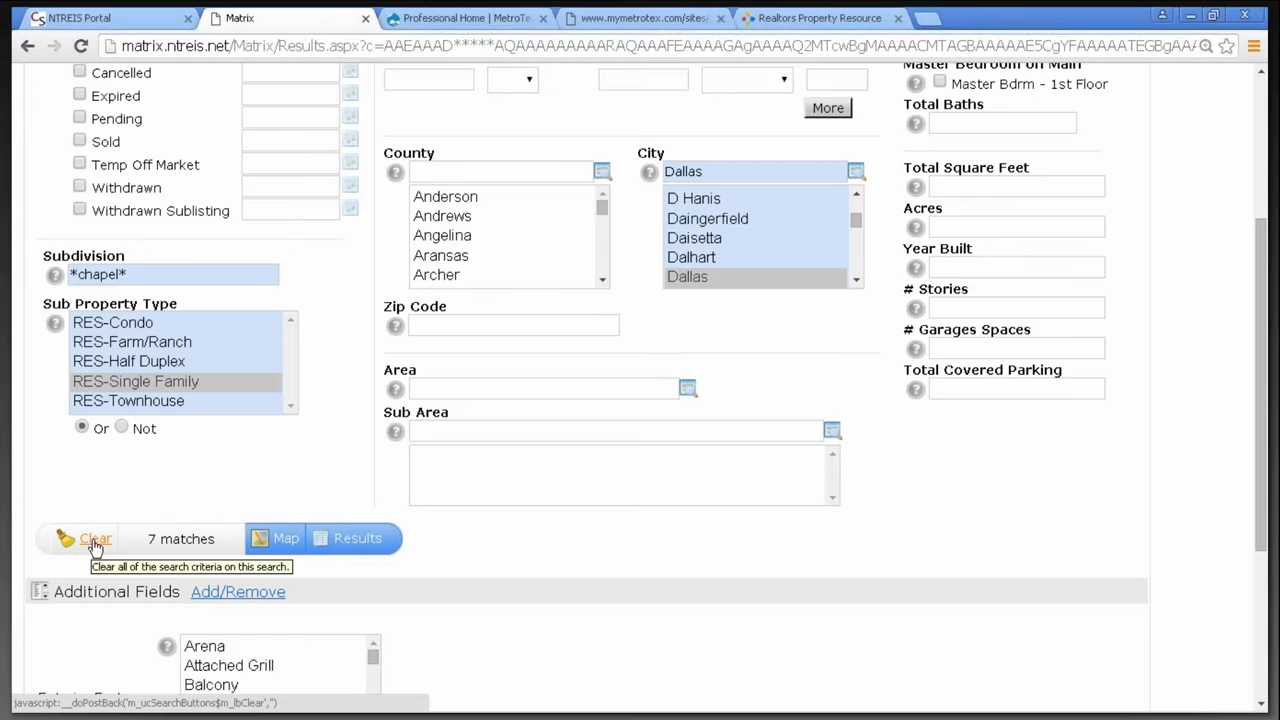 NTREIS Portal
Matrix
Professional Home | MetroTe
www.mymetrotex.com/sites/
Realtors Property Resource
matrix.ntreis.net/Matrix/Results.aspx?c=AAEAAAD*****AQAAAAAAAAARAQAAAFEAAAAGAgAAAAQ2MTcwBgMAAAACMTAGBAAAAAE5CgYFAAAAATEGBgAA
Cancelled
Expired
Pending
Sold
Temp Off Market
Withdrawn
Withdrawn Sublisting
Subdivision
*chapel*
Sub Property Type
RES-Condo
RES-Farm/Ranch
RES-Half Duplex
RES-Single Family
RES-Townhouse
Or Not
More
County
Anderson
Andrews
Angelina
Aransas
Archer
City
Dallas
D Hanis
Daingerfield
Daisetta
Dalhart
Dallas
Zip Code
Area
Sub Area
Master Bedroom on Main
Master Bdrm - 1st Floor
Total Baths
Total Square Feet
Acres
Year Built
# Stories
# Garages Spaces
Total Covered Parking
Clear 7 matches Map Results
Clear all of the search criteria on this search.
Additional Fields Add/Remove
Arena
Attached Grill
Balcony
javascript:__doPostBack('m_ucSearchButtons$m_lbClear','')